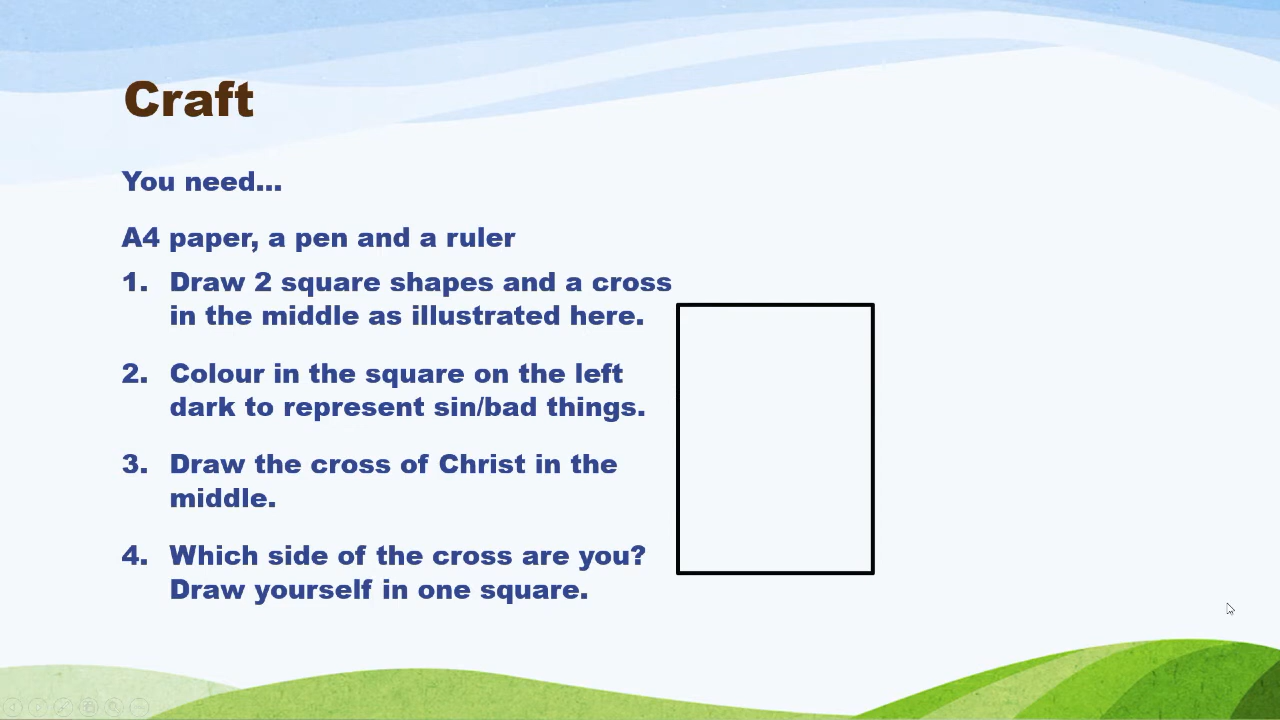 Craft
You need...
A4 paper, a pen and a ruler
1. Draw 2 square shapes and a cross
in the middle as illustrated here.
2. Colour in the square on the left
dark to represent sin/bad things.
3. Draw the cross of Christ in the
middle.
4. Which side of the cross are you?
Draw yourself in one square.